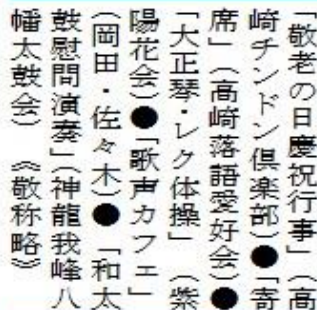 「敬老の日慶祝行事」（高
崎チンドン倶楽部）●「寄
席」（高崎落語愛好会）●
「大正琴・レク体操」（紫
陽花会）●「歌声カフェ」
（岡田・佐々木）●「和太
鼓慰問演奏」（神龍我峰八
幡太鼓会）《敬称略》